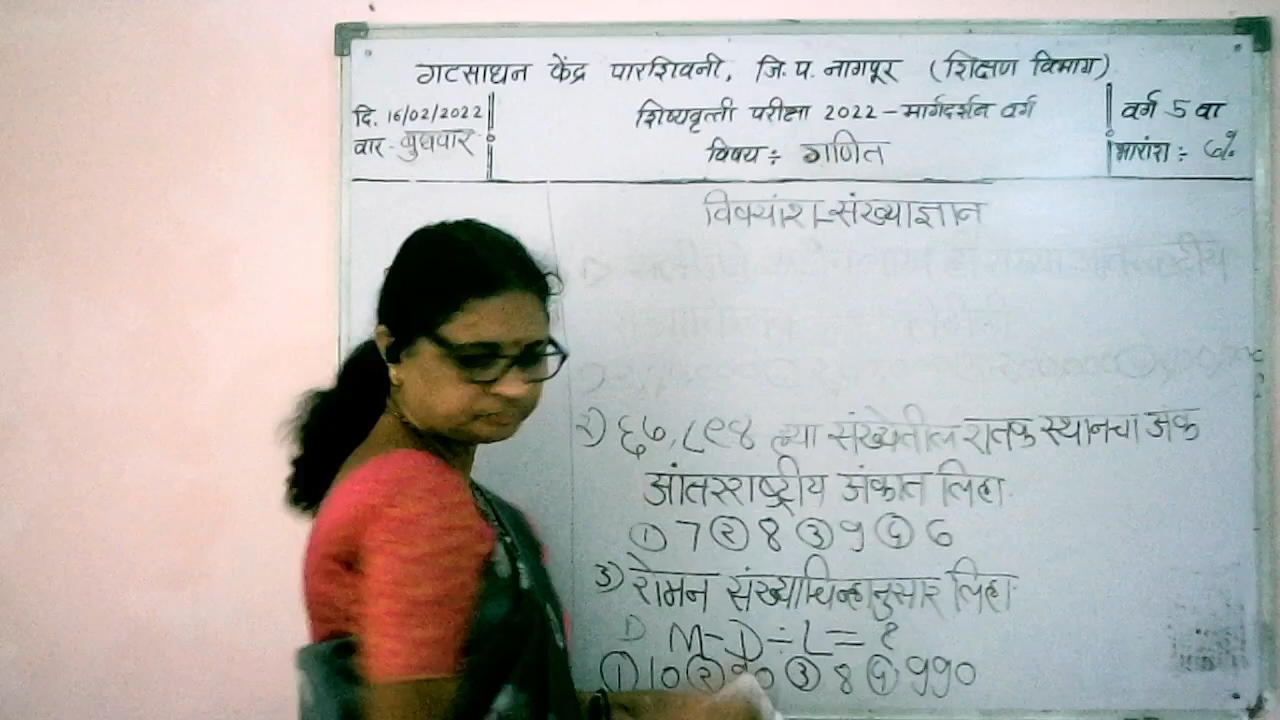 गटसाधन केंद्र पारशिवनी, जि. प. नागपूर (शिक्षण विभाग)
दि. 16/02/2022 शिष्यवृत्ती परीक्षा 2022 – मार्गदर्शन वर्ग वर्ग 5 वा
वार - बुधवार विषय ÷ गणित भारांश ÷
विषयांश - संख्याज्ञान
२) ६७,८९४ ह्या संख्येतील शतक स्थानचा अंक
आंतरराष्ट्रीय अंकात लिहा.
① 7 ② 8 ③ 9 ④ 6
3) रोमन संख्याचिन्हानुसार लिहा.
M - D ÷ L = ?
① 10 ② ③ 8 ④ 990